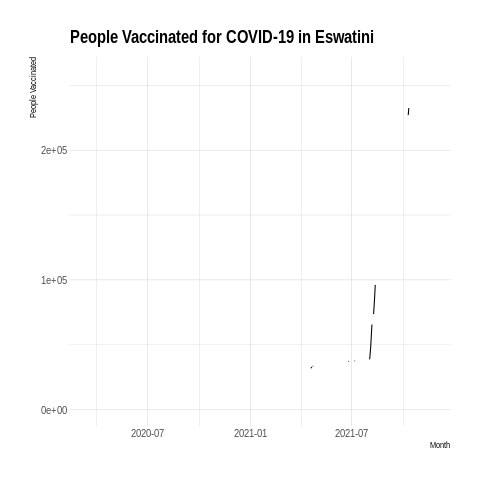 People Vaccinated for COVID-19 in Eswatini
People Vaccinated
2e+05
1e+05
0e+00
2020-07
2021-01
2021-07
Month